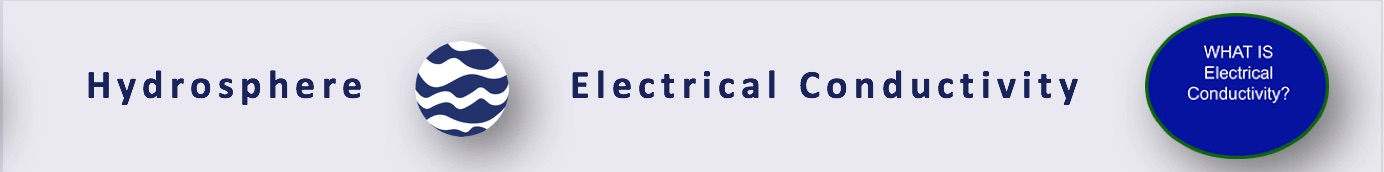 Hydrosphere Electrical Conductivity
WHAT IS
Electrical
Conductivity?